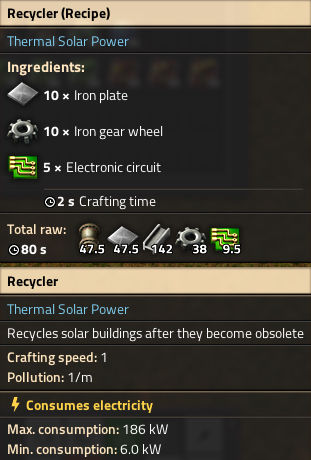 Recycler (Recipe)
Thermal Solar Power
Ingredients:
10 × Iron plate
10 × Iron gear wheel
5 × Electronic circuit
2 s Crafting time
Total raw:
80 s 47.5 47.5 142 38 9.5
Recycler
Thermal Solar Power
Recycles solar buildings after they become obsolete
Crafting speed: 1
Pollution: 1/m
Consumes electricity
Max. consumption: 186 kW
Min. consumption: 6.0 kW